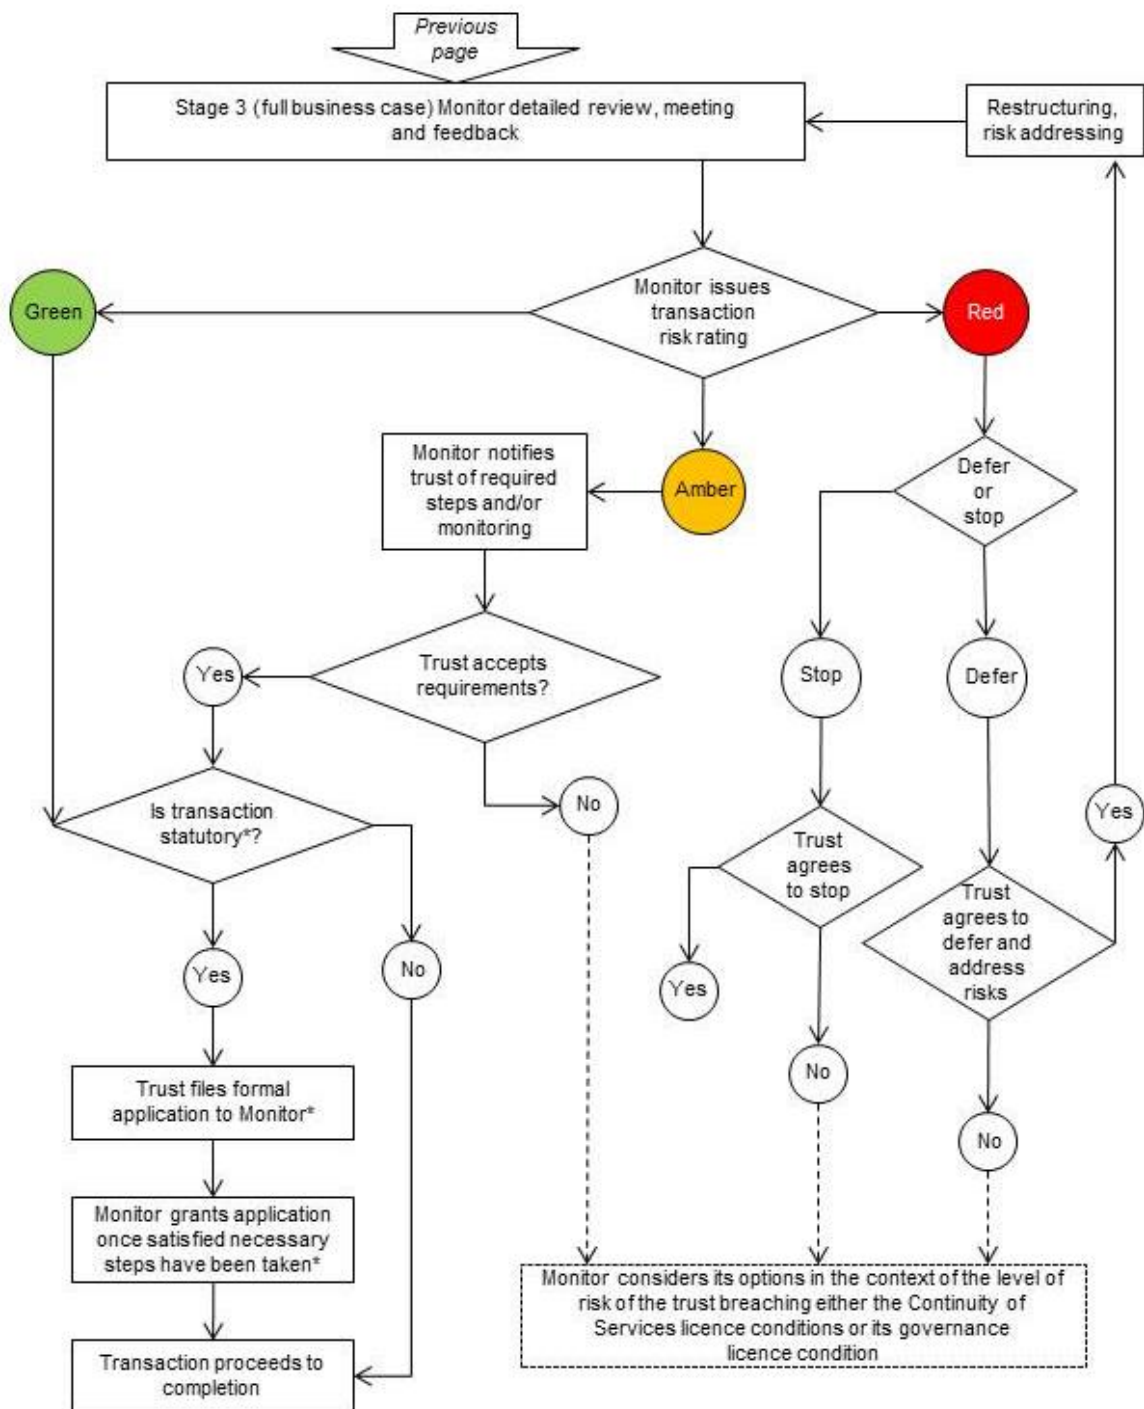 Previous
page
Stage 3 (full business case) Monitor detailed review, meeting
and feedback
Restructuring,
risk addressing
Green
Monitor issues
transaction
risk rating
Red
Monitor notifies
trust of required
steps and/or
monitoring
Amber
Defer
or
stop
Yes
Trust accepts
requirements?
Stop
Defer
Is transaction
statutory*?
No
Yes
Trust
agrees
to stop
Trust
agrees to
defer and
address
risks
Yes
No
Yes
No
No
Trust files formal
application to Monitor*
Monitor grants application
once satisfied necessary
steps have been taken*
Monitor considers its options in the context of the level of
risk of the trust breaching either the Continuity of
Services licence conditions or its governance
licence condition
Transaction proceeds to
completion